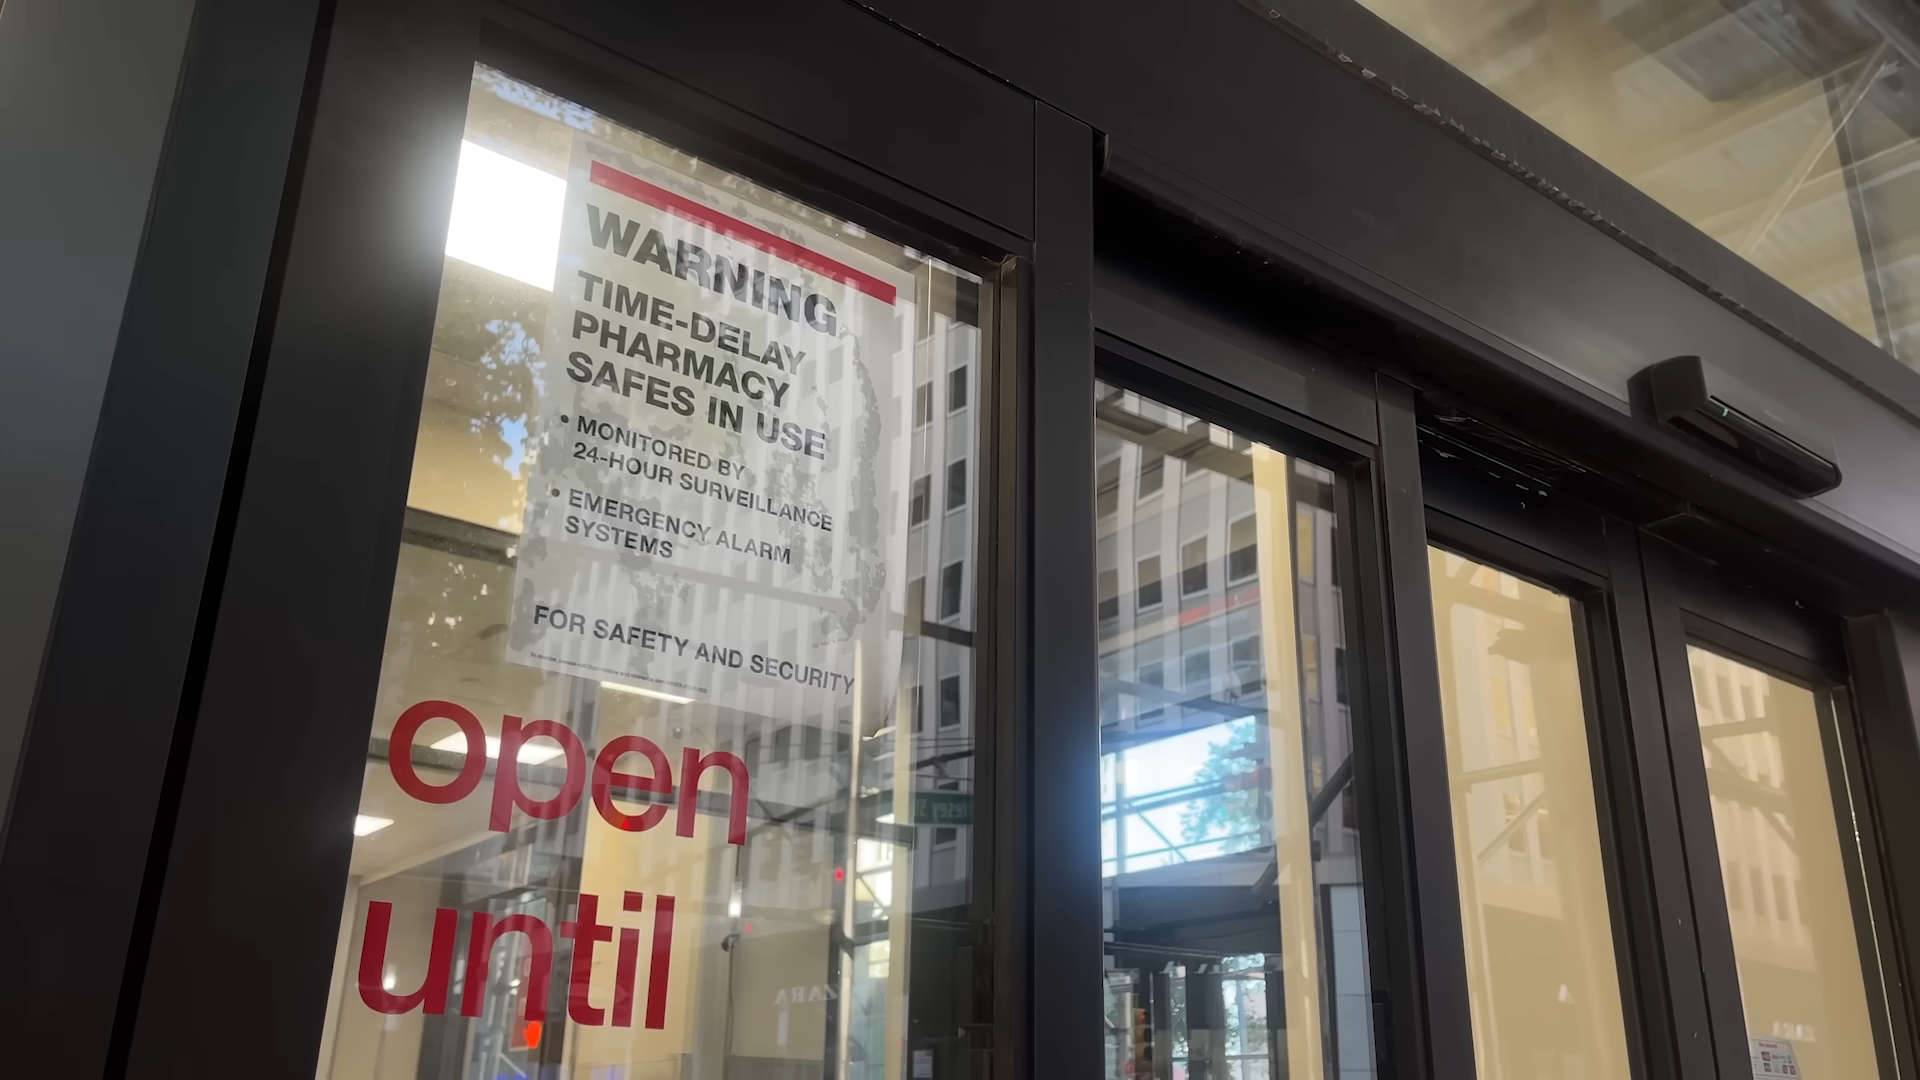 WARNING
TIME-DELAY
PHARMACY
SAFES IN USE
• MONITORED BY
24-HOUR SURVEILLANCE
• EMERGENCY ALARM
SYSTEMS
FOR SAFETY AND SECURITY
open
until
ZARA